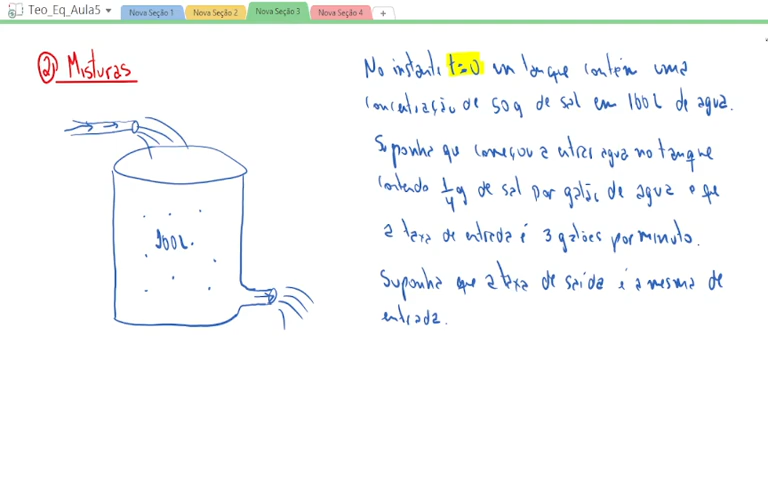 Teo_Eq_Aula5
Nova Seção 1 Nova Seção 2 Nova Seção 3 Nova Seção 4 +
2) Misturas
No instante t=0 um tanque contém uma
concentração de 50g de sal em 100L de agua.
Suponha que começou a entrar agua no tanque
contendo 1/4 g de sal por galão de agua e que
a taxa de entrada é 3 galões por minuto.
Suponha que a taxa de saída é a mesma de
entrada.
100L.